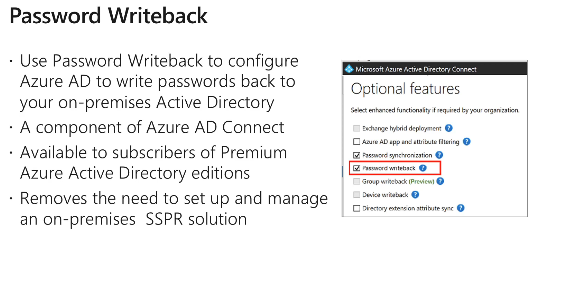 Password Writeback
· Use Password Writeback to configure
Azure AD to write passwords back to
your on-premises Active Directory
· A component of Azure AD Connect
· Available to subscribers of Premium
Azure Active Directory editions
· Removes the need to set up and manage
an on-premises SSPR solution
Microsoft Azure Active Directory Connect
Optional features
Select enhanced functionality if required by your organization.
Exchange hybrid deployment ?
Azure AD app and attribute filtering ?
Password synchronization ?
Password writeback ?
Group writeback (Preview) ?
Device writeback ?
Directory extension attribute sync ?